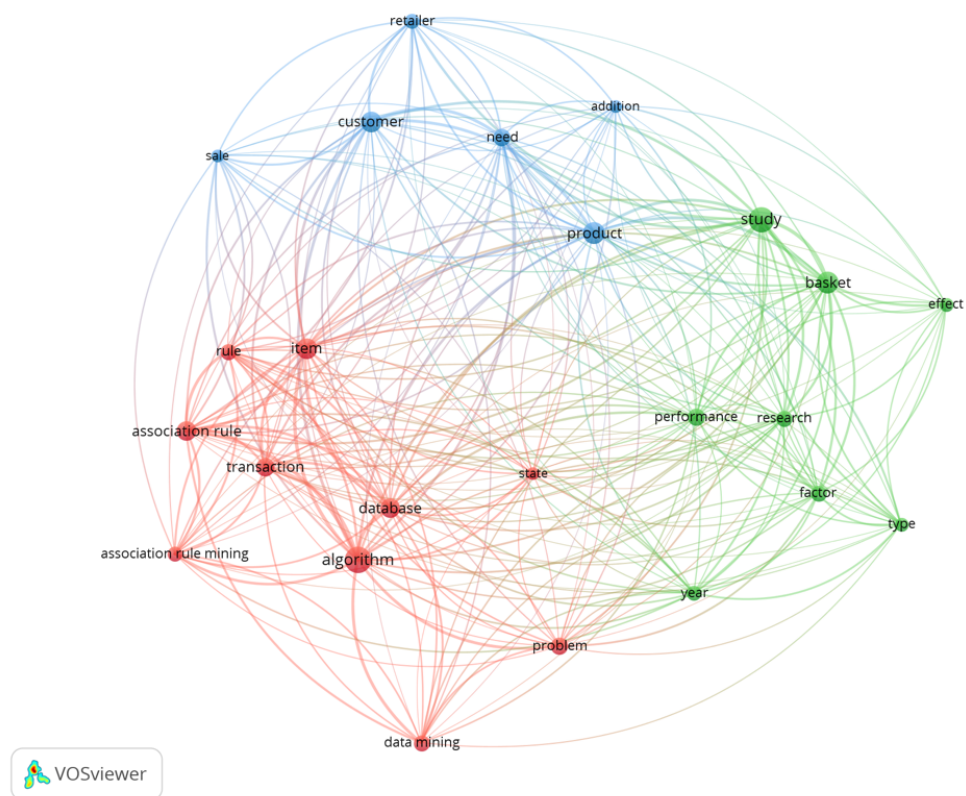 retailer
addition
customer
need
sale
study
product
basket
effect
rule
item
performance
research
association rule
transaction
state
factor
database
type
association rule mining
algorithm
year
problem
data mining
VOSviewer